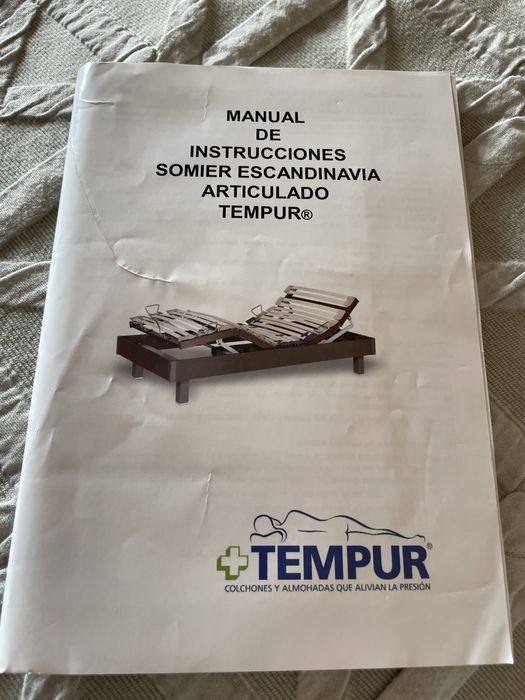 MANUAL
DE
INSTRUCCIONES
SOMIER ESCANDINAVIA
ARTICULADO
TEMPUR®
+TEMPUR®
COLCHONES Y ALMOHADAS QUE ALIVIAN LA PRESIÓN